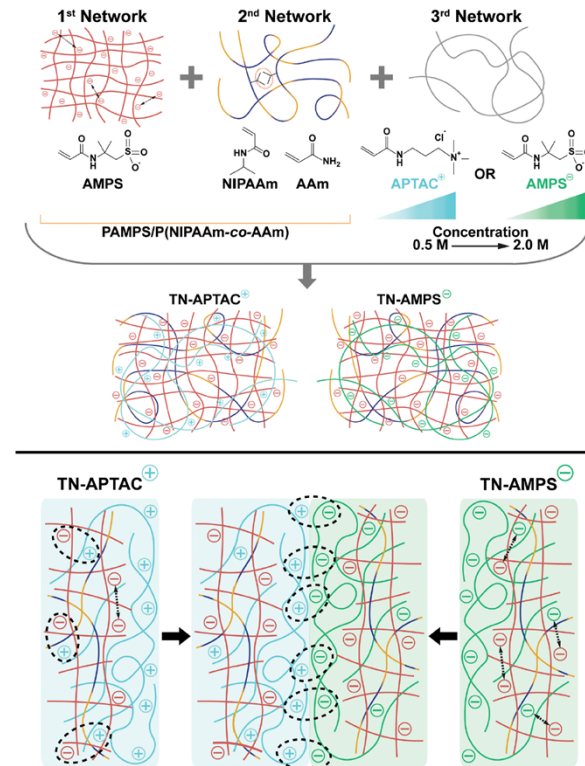 1st Network
2nd Network
3rd Network
AMPS
NIPAAm
AAm
APTAC⊕
OR
AMPS⊖
PAMPS/P(NIPAAm-co-AAm)
Concentration
0.5 M
2.0 M
TN-APTAC⊕
TN-AMPS⊖
TN-APTAC⊕
TN-AMPS⊖